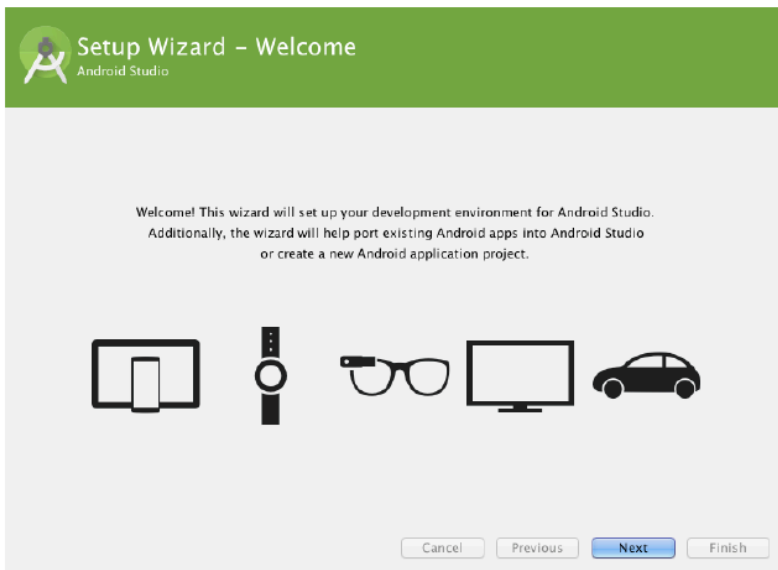 Setup Wizard – Welcome
Android Studio
Welcome! This wizard will set up your development environment for Android Studio.
Additionally, the wizard will help port existing Android apps into Android Studio
or create a new Android application project.
Cancel Previous Next Finish